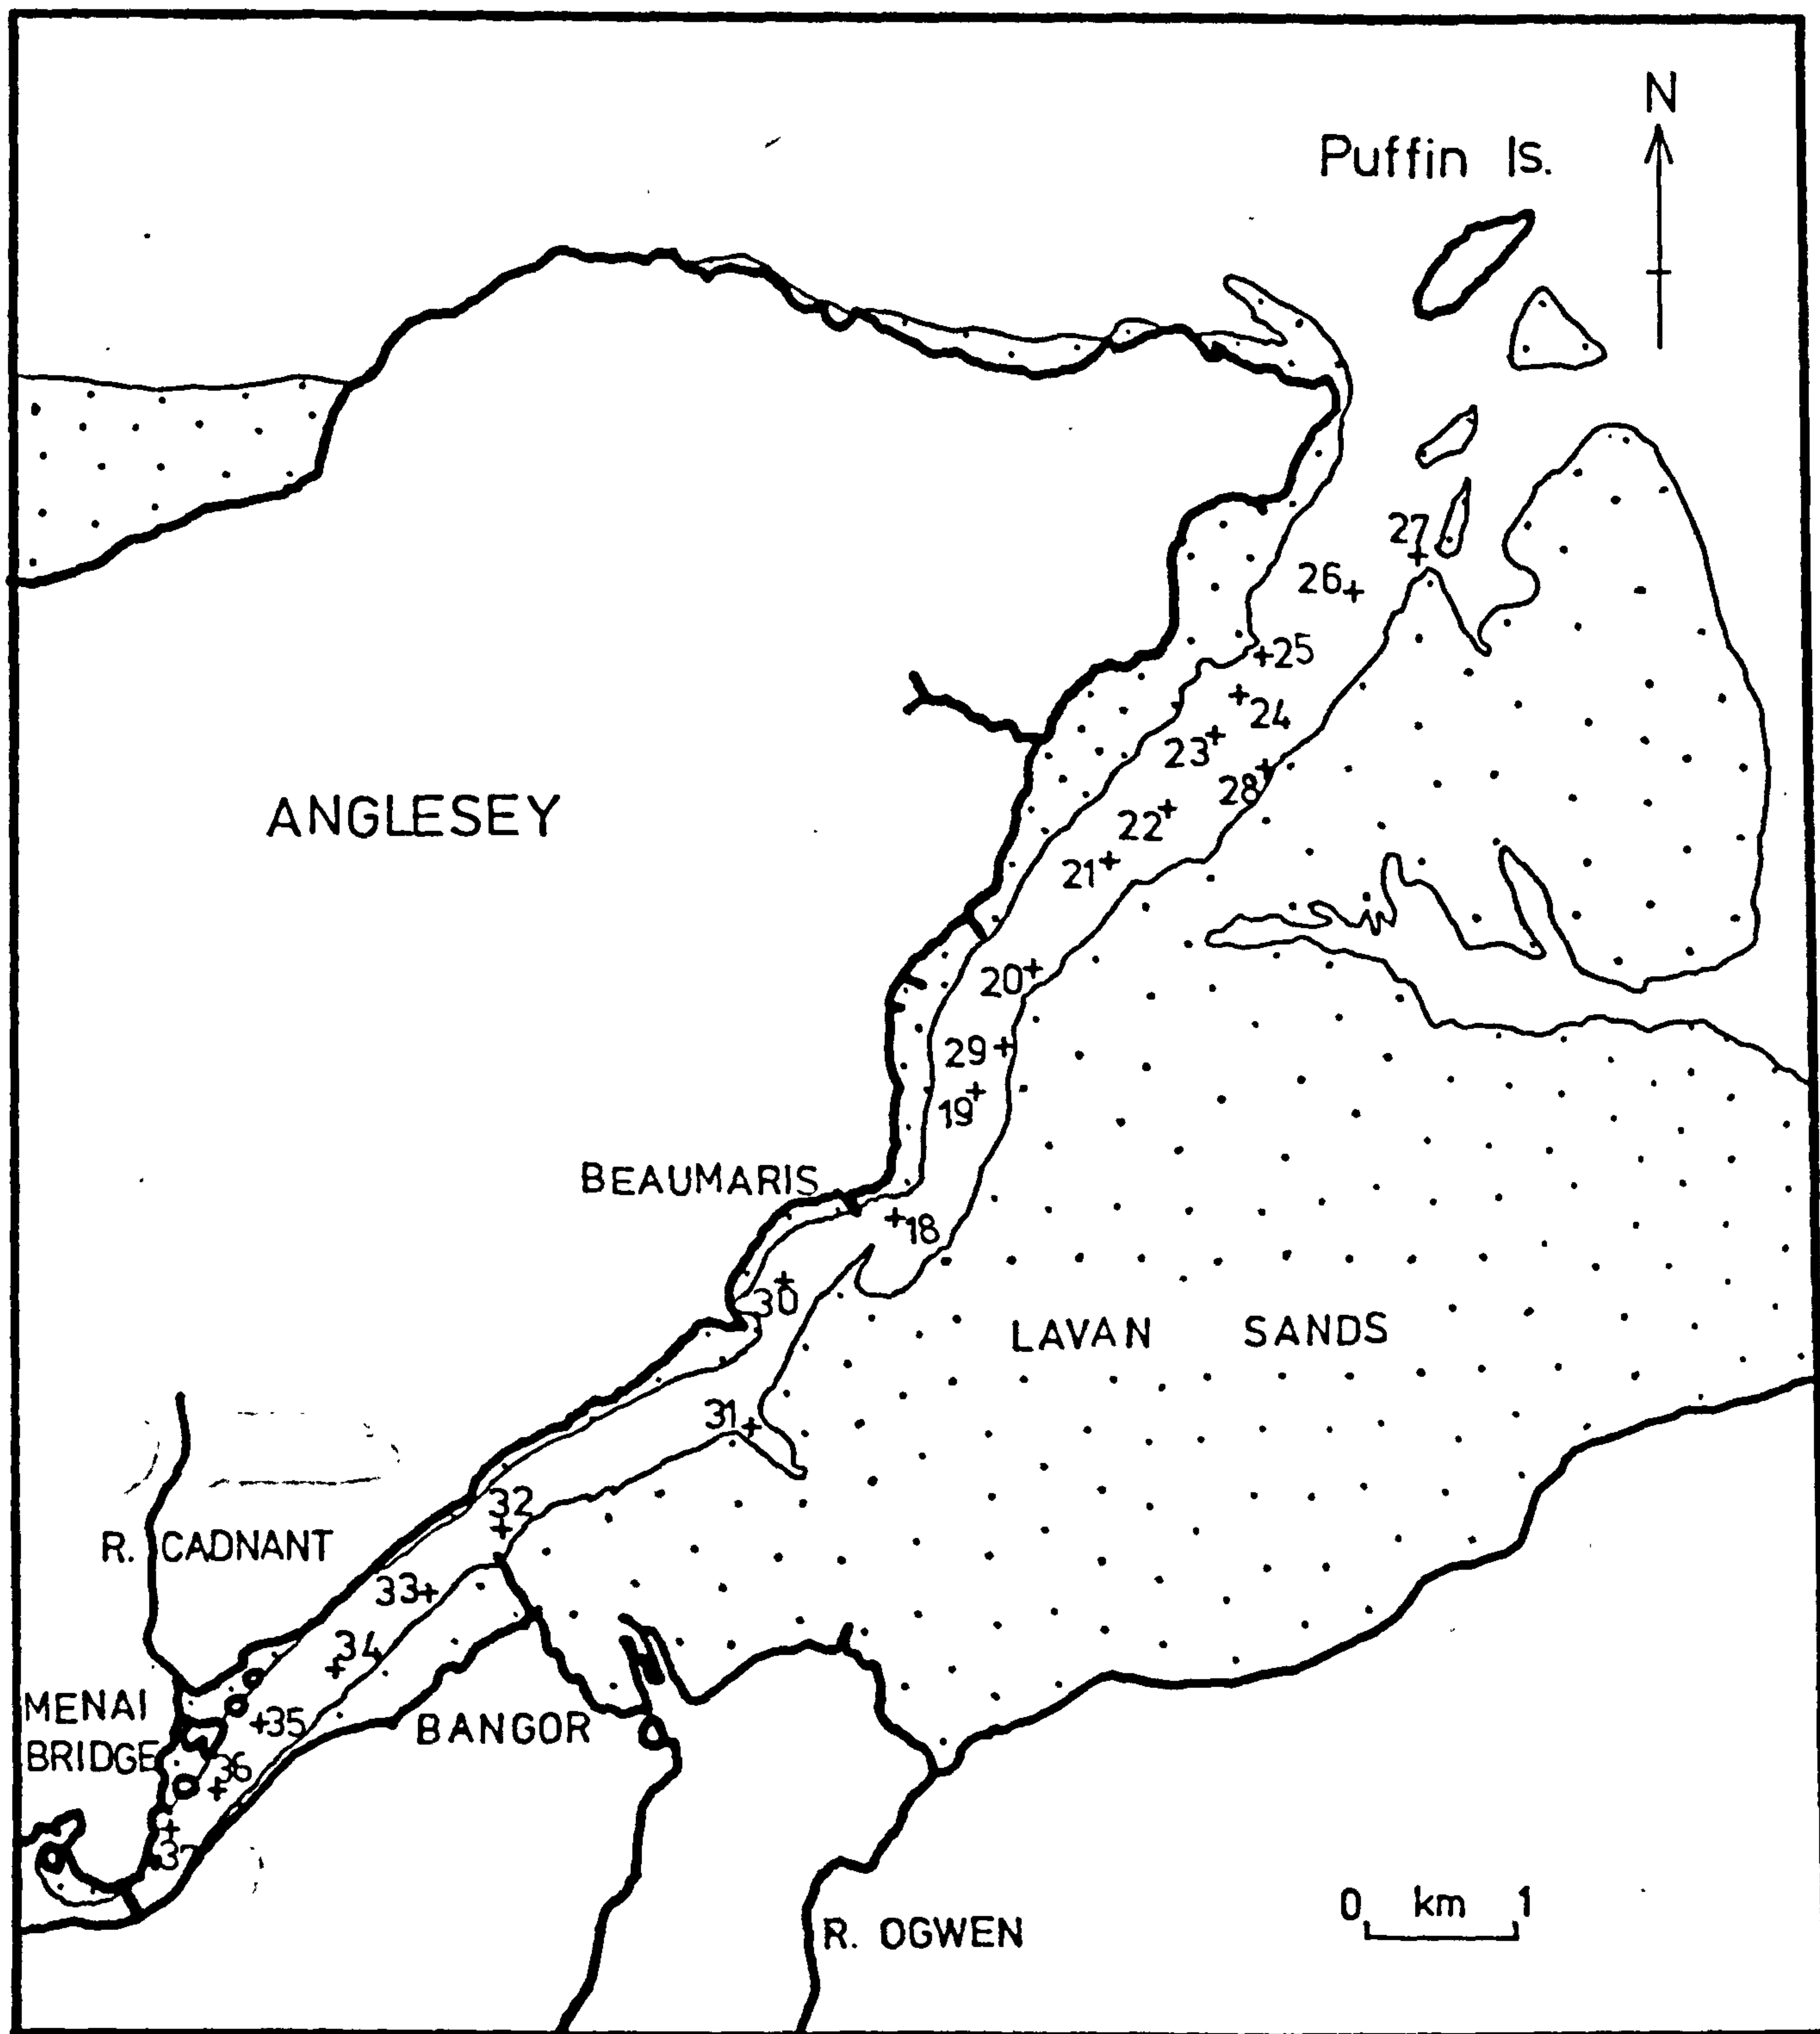 N
Puffin Is.
27
26
25
24
23
28
ANGLESEY
22
21
20
29
19
BEAUMARIS
18
30
LAVAN SANDS
31
32
R. CADNANT
33
34
MENAI
BRIDGE
35
BANGOR
36
37
0 km 1
R. OGWEN